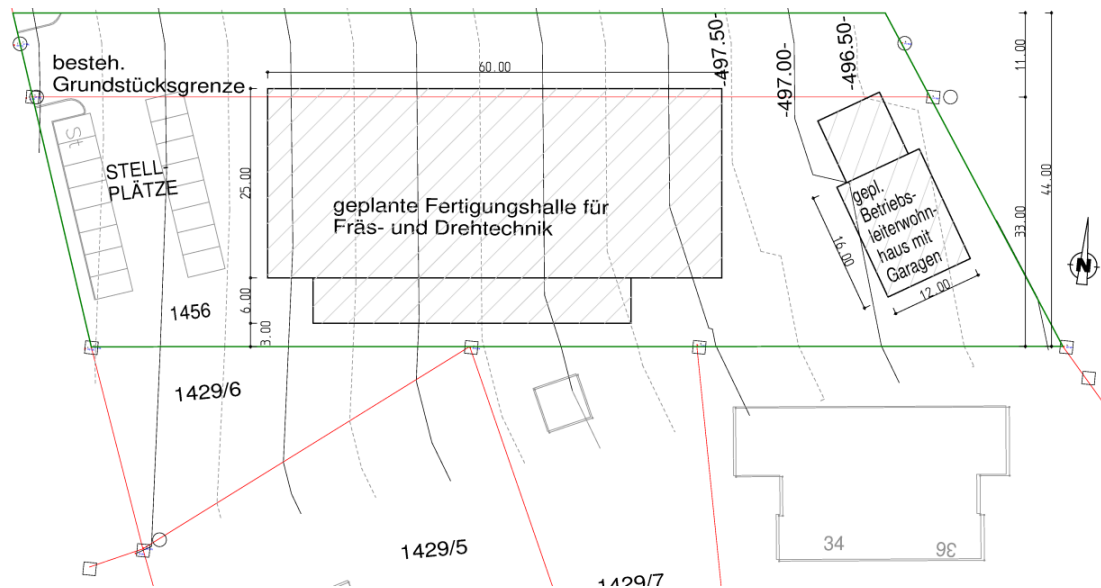 besteh.
Grundstücksgrenze
60.00
-497.50-
-497.00-
-496.50-
11.00
44.00
33.00
St
STELL-
PLÄTZE
25.00
geplante Fertigungshalle für
Fräs- und Drehtechnik
gepl.
Betriebs-
leiterwohn-
haus mit
Garagen
16.00
12.00
N
6.00
3.00
1456
1429/6
1429/5
1429/7
34
36